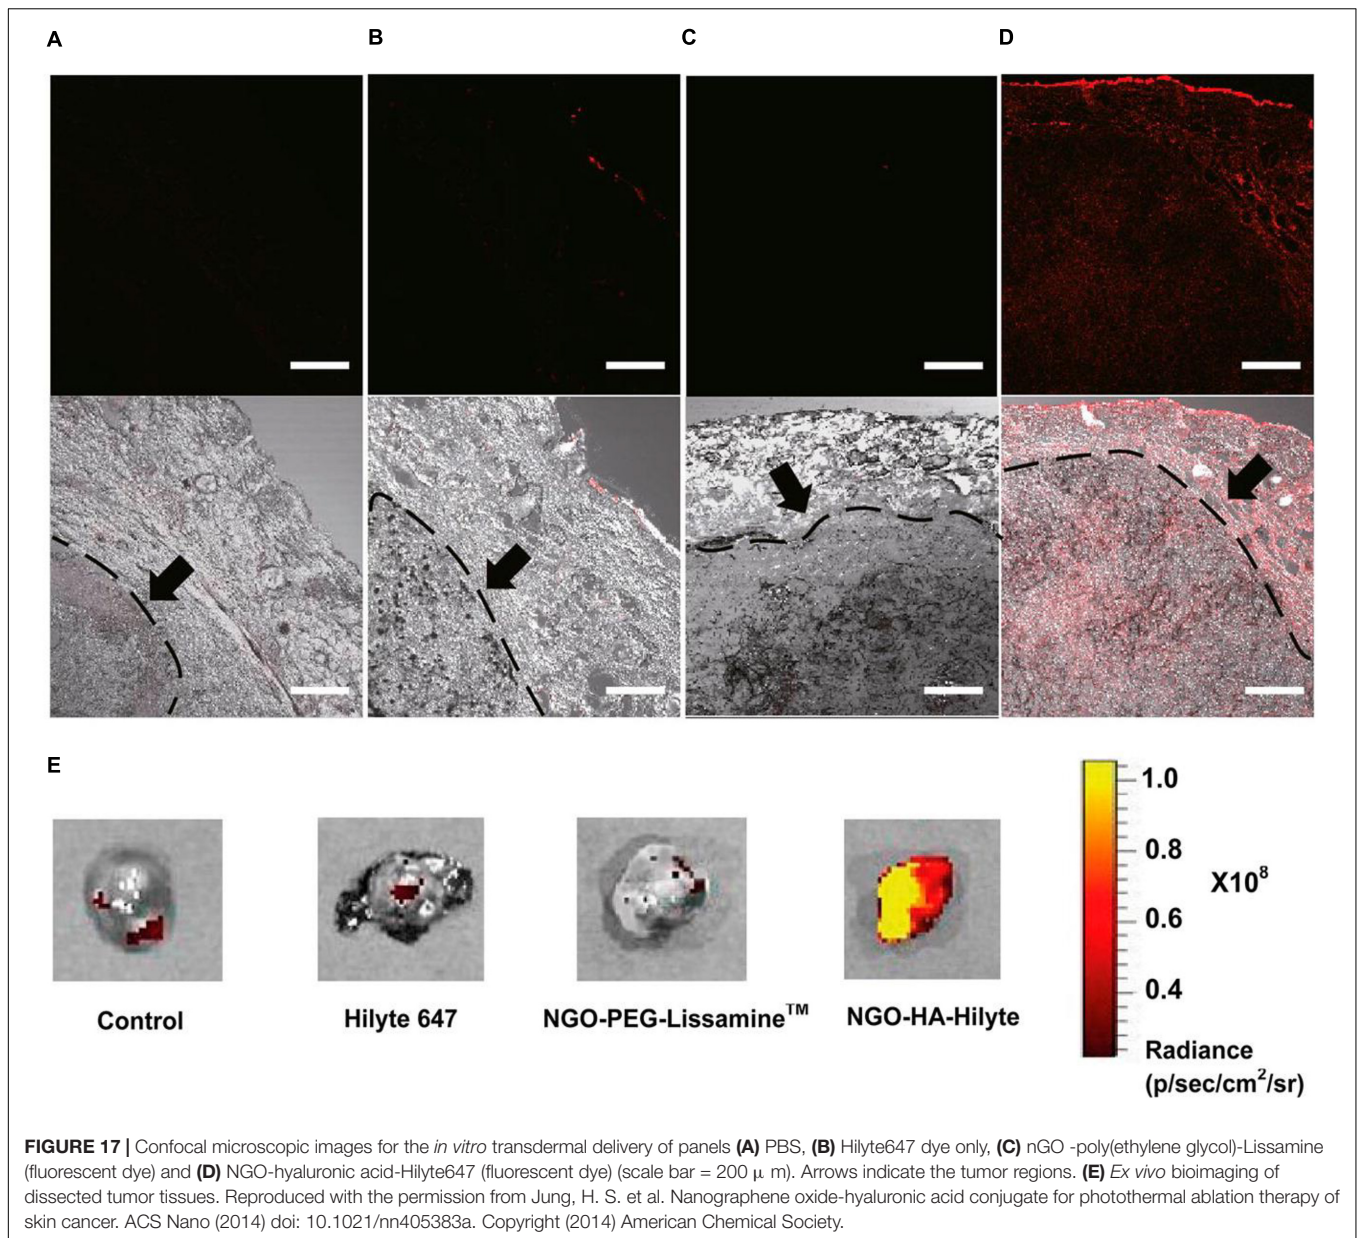 A
B
C
D
E
1.0
0.8
X10⁸
0.6
0.4
Radiance
(p/sec/cm²/sr)
Control
Hilyte 647
NGO-PEG-Lissamine™
NGO-HA-Hilyte
FIGURE 17 | Confocal microscopic images for the in vitro transdermal delivery of panels (A) PBS, (B) Hilyte647 dye only, (C) nGO -poly(ethylene glycol)-Lissamine
(fluorescent dye) and (D) NGO-hyaluronic acid-Hilyte647 (fluorescent dye) (scale bar = 200 μ m). Arrows indicate the tumor regions. (E) Ex vivo bioimaging of
dissected tumor tissues. Reproduced with the permission from Jung, H. S. et al. Nanographene oxide-hyaluronic acid conjugate for photothermal ablation therapy of
skin cancer. ACS Nano (2014) doi: 10.1021/nn405383a. Copyright (2014) American Chemical Society.